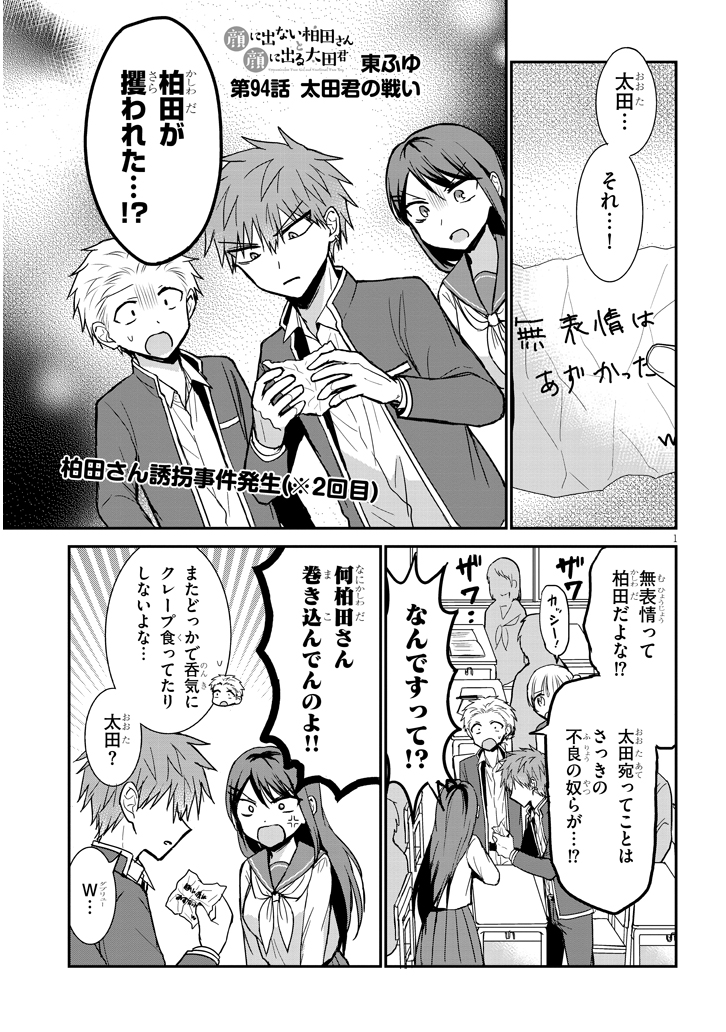 太田…
それ…！
無表情は
あずかった
w
顔に出ない柏田さん
と
顔に出る太田君
東ふゆ
第94話 太田君の戦い
柏田が
攫われた…!?
柏田さん誘拐事件発生(※2回目)
1
無表情って
柏田だよな!?
太田宛ってことは
さっきの
不良の奴らが…!?
カッシー！
ザワ…
ザワ
なんですって!?
何柏田さん
巻き込んでんのよ!!
またどっかで呑気に
クレープ食ってたり
しないよな…
太田？
W…